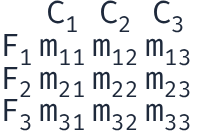 C₁ C₂ C₃
F₁ m₁₁ m₁₂ m₁₃
F₂ m₂₁ m₂₂ m₂₃
F₃ m₃₁ m₃₂ m₃₃